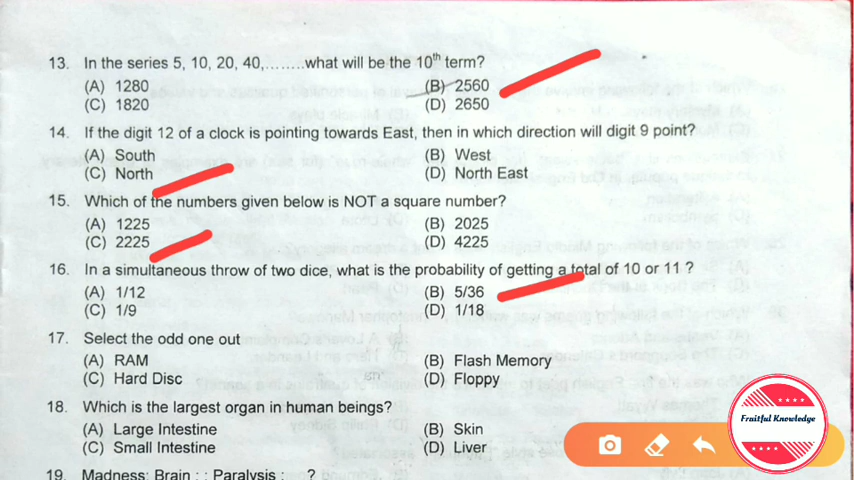 13. In the series 5, 10, 20, 40,........what will be the 10th term?
(A) 1280 (B) 2560
(C) 1820 (D) 2650
14. If the digit 12 of a clock is pointing towards East, then in which direction will digit 9 point?
(A) South (B) West
(C) North (D) North East
15. Which of the numbers given below is NOT a square number?
(A) 1225 (B) 2025
(C) 2225 (D) 4225
16. In a simultaneous throw of two dice, what is the probability of getting a total of 10 or 11 ?
(A) 1/12 (B) 5/36
(C) 1/9 (D) 1/18
17. Select the odd one out
(A) RAM (B) Flash Memory
(C) Hard Disc (D) Floppy
18. Which is the largest organ in human beings?
(A) Large Intestine (B) Skin
(C) Small Intestine (D) Liver
19. Madness: Brain : : Paralysis : ?
Fruitful Knowledge